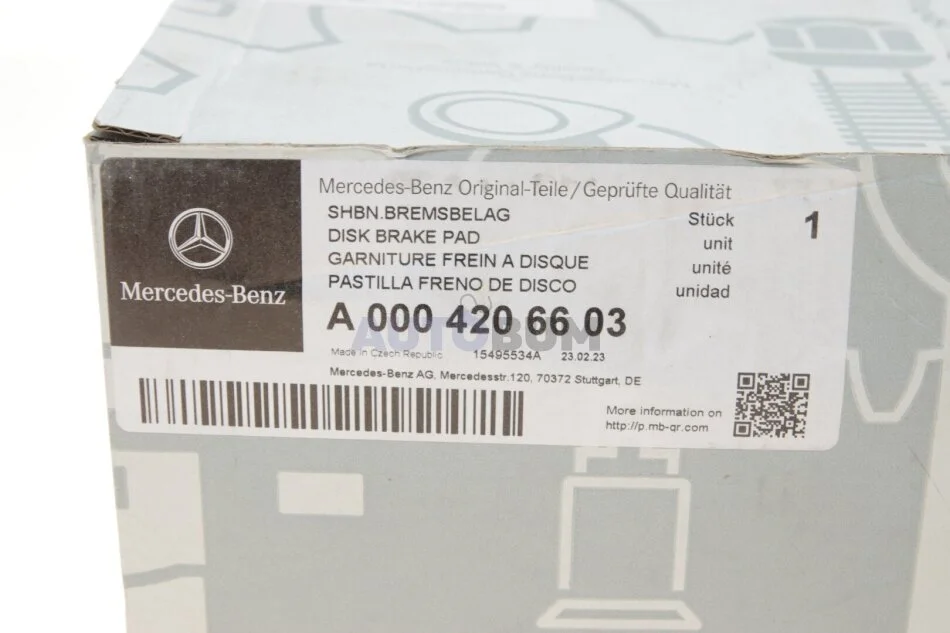 Mercedes-Benz
Mercedes-Benz Original-Teile/Geprüfte Qualität
SHBN.BREMSBELAG
DISK BRAKE PAD
GARNITURE FREIN A DISQUE
PASTILLA FRENO DE DISCO
Stück
unit
unité
unidad
1
A 000 420 66 03
AUTOBUM
Made in Czech Republic 15495534A 23.02.23
Mercedes-Benz AG, Mercedesstr.120, 70372 Stuttgart, DE
More information on
http://p.mb-qr.com